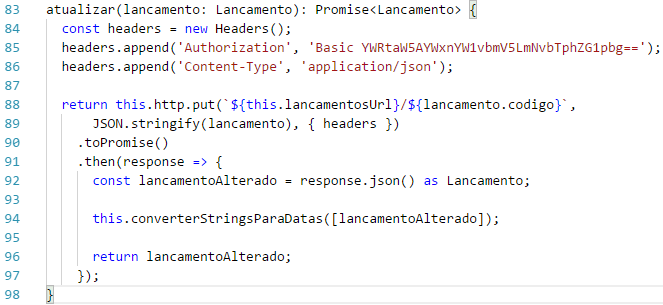 83 atualizar(lancamento: Lancamento): Promise<Lancamento> {
84 const headers = new Headers();
85 headers.append('Authorization', 'Basic YWRtaW5AYWxnYW1vbmV5LmNvbTphZG1pbg==');
86 headers.append('Content-Type', 'application/json');
87
88 return this.http.put(`${this.lancamentosUrl}/${lancamento.codigo}`,
89 JSON.stringify(lancamento), { headers })
90 .toPromise()
91 .then(response => {
92 const lancamentoAlterado = response.json() as Lancamento;
93
94 this.converterStringsParaDatas([lancamentoAlterado]);
95
96 return lancamentoAlterado;
97 });
98 }